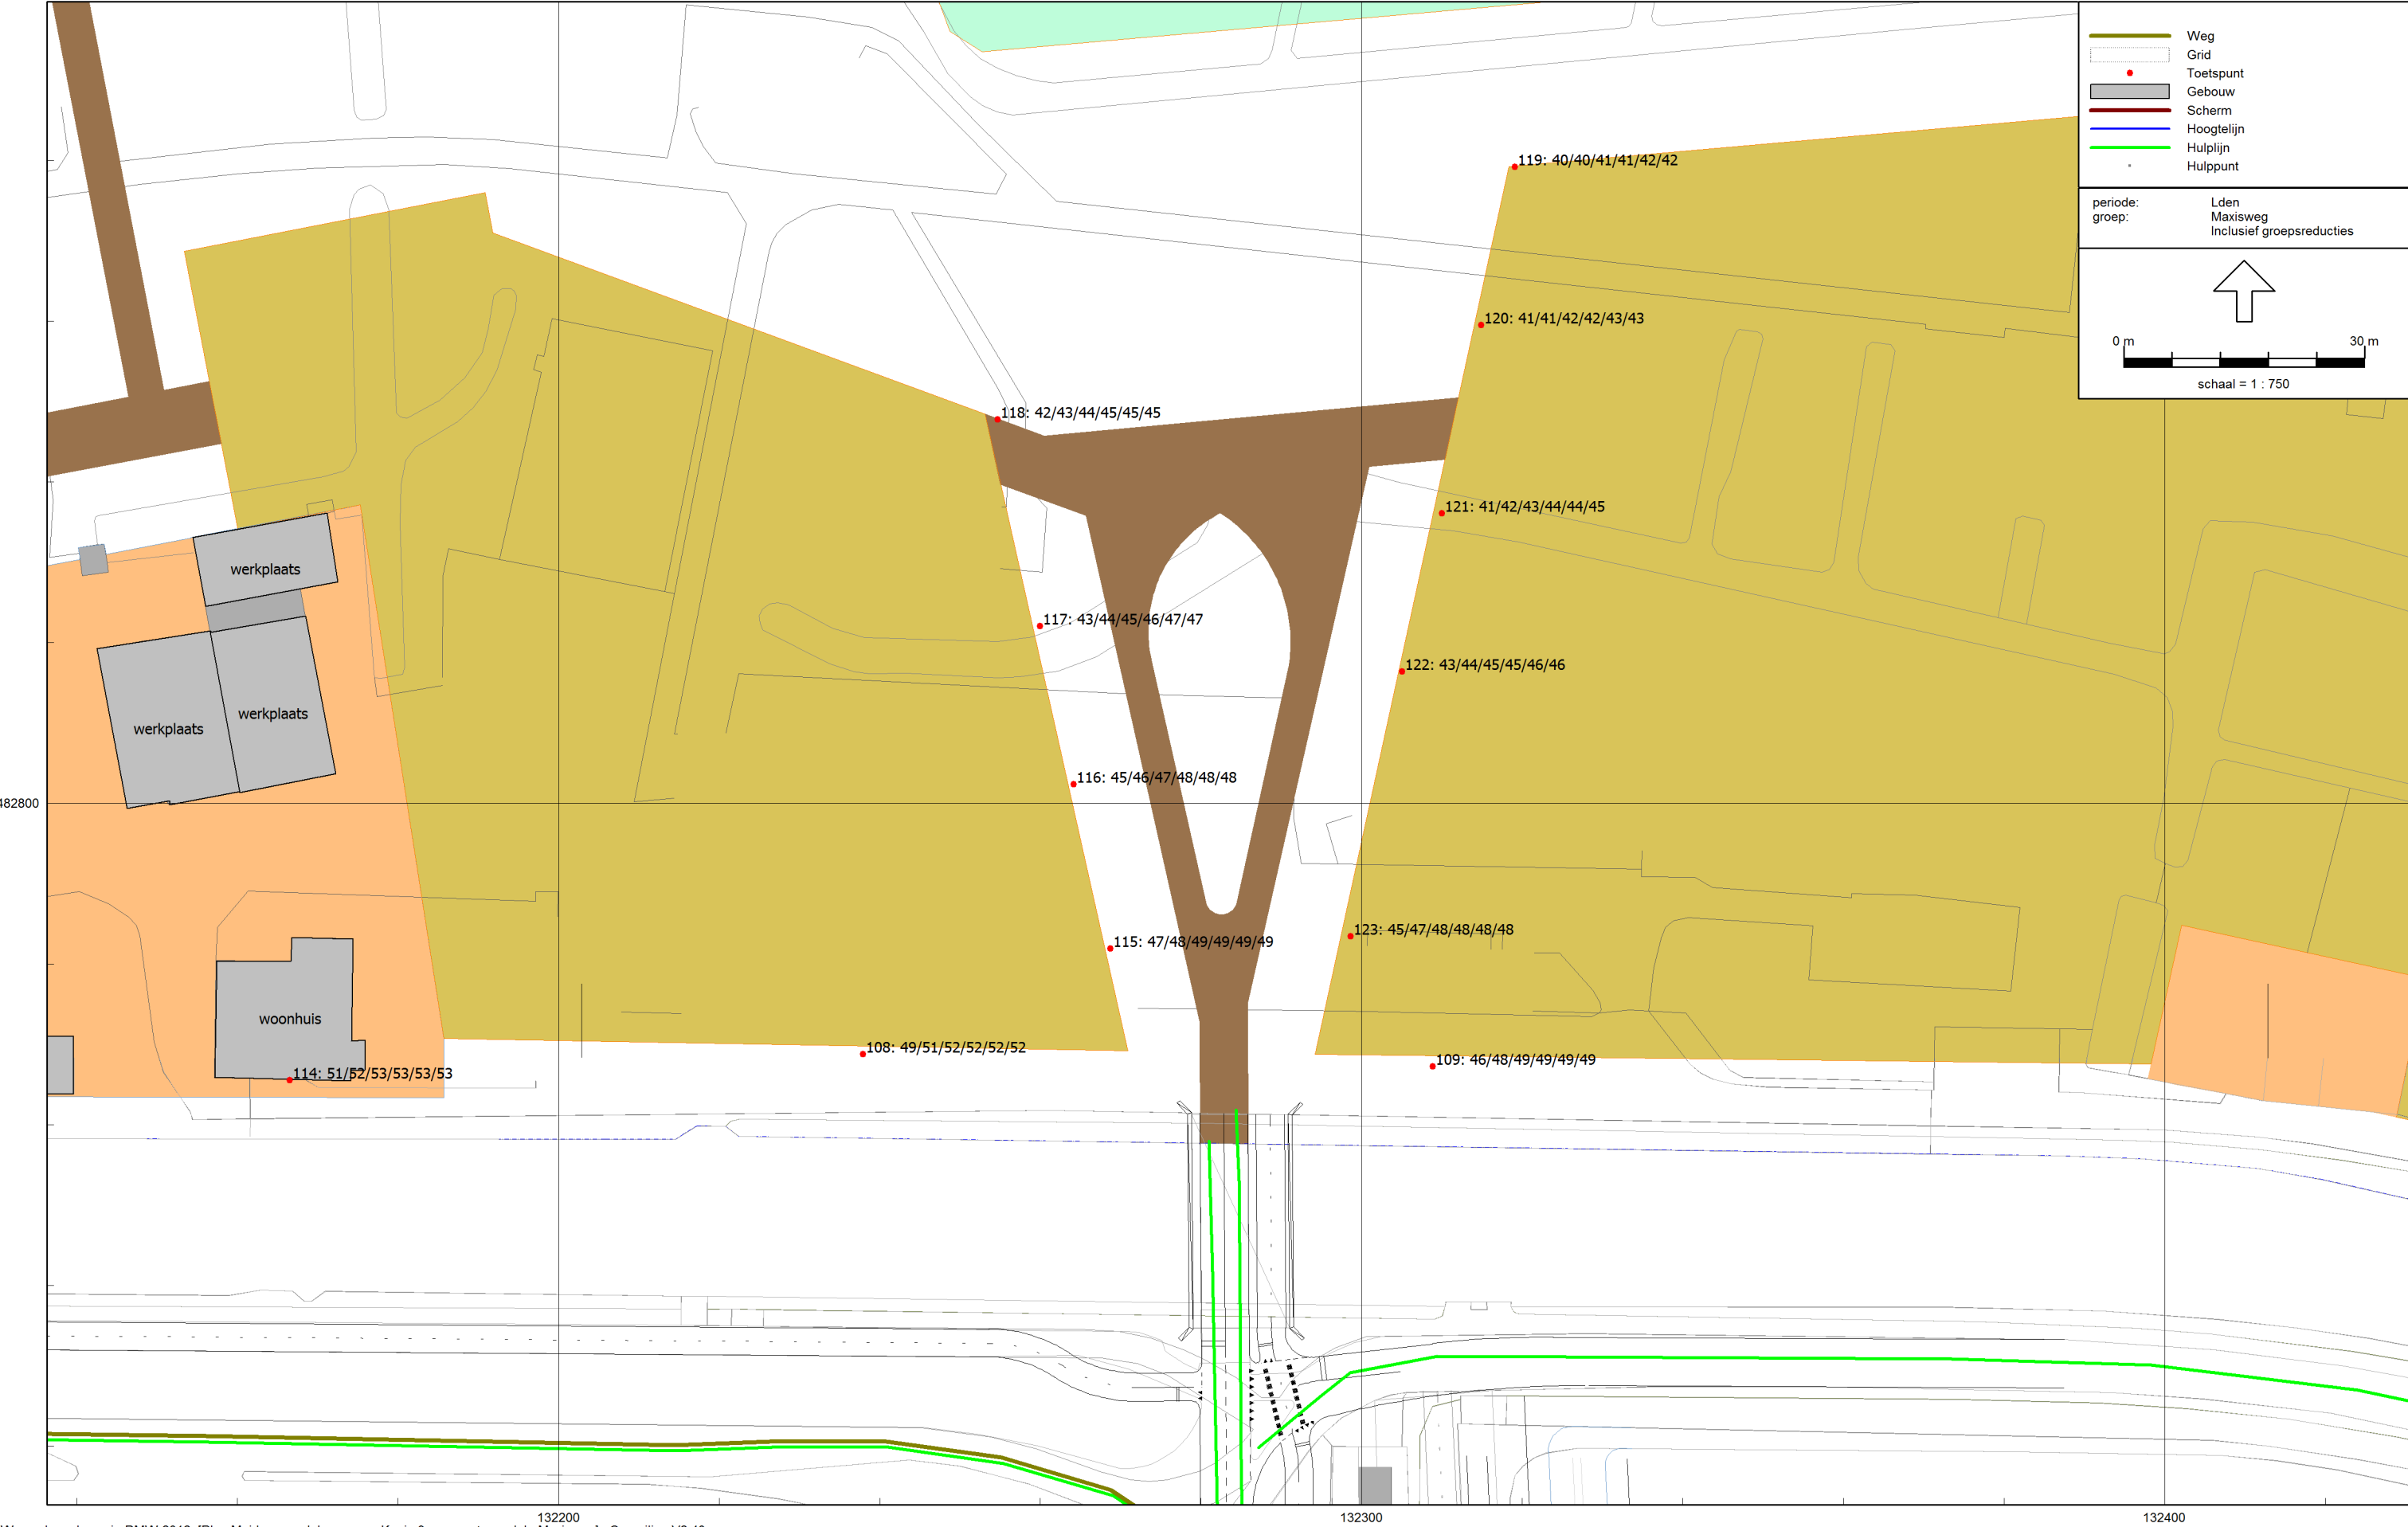 Weg
Grid
Toetspunt
Gebouw
Scherm
Hoogtelijn
Hulplijn
Hulppunt
periode: Lden
groep: Maxisweg
Inclusief groepsreducties
0 m 30 m
schaal = 1 : 750
119: 40/40/41/41/42/42
120: 41/41/42/42/43/43
118: 42/43/44/45/45/45
121: 41/42/43/44/44/45
werkplaats
117: 43/44/45/46/47/47
122: 43/44/45/45/46/46
werkplaats
werkplaats
116: 45/46/47/48/48/48
482800
123: 45/47/48/48/48/48
115: 47/48/49/49/49/49
woonhuis
108: 49/51/52/52/52/52
109: 46/48/49/49/49/49
114: 51/52/53/53/53/53
132200 132300 132400